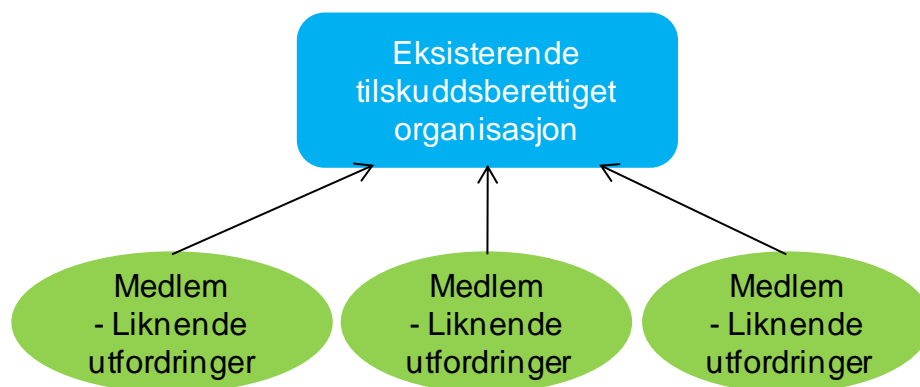 Eksisterende
tilskuddsberettiget
organisasjon
Medlem
- Liknende
utfordringer
Medlem
- Liknende
utfordringer
Medlem
- Liknende
utfordringer